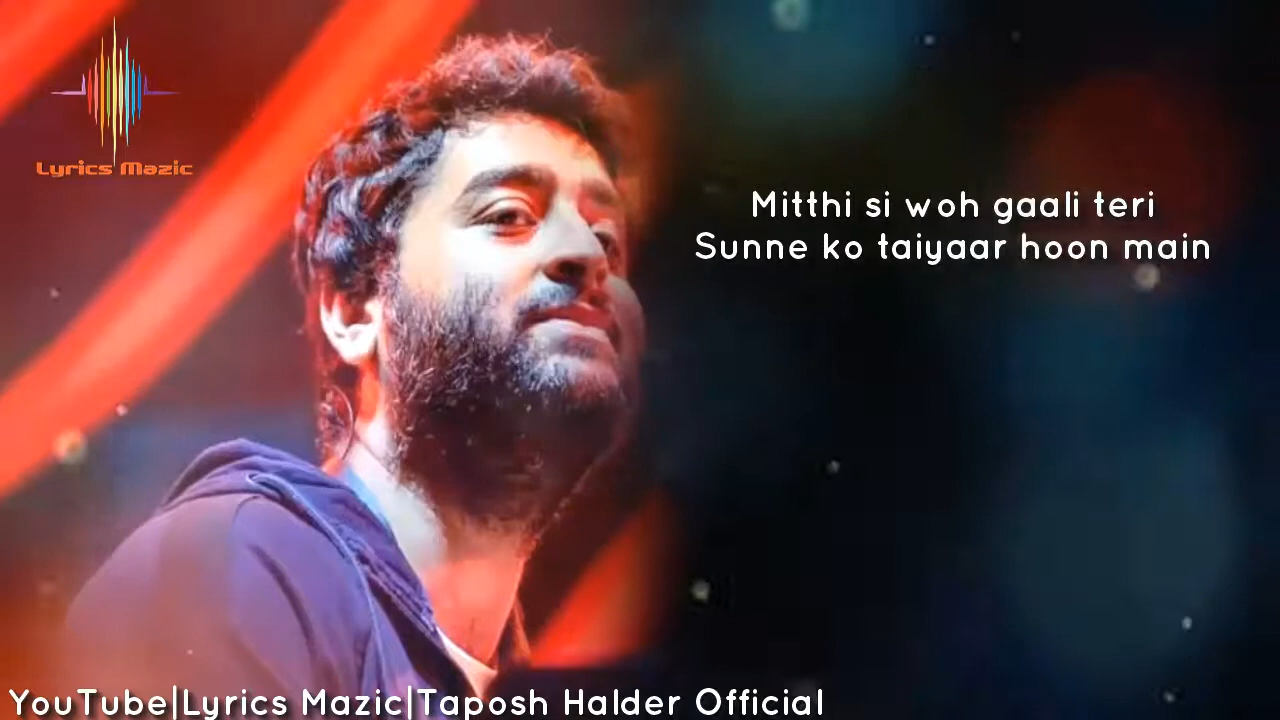 Lyrics Mazic
Mitthi si woh gaali teri
Sunne ko taiyaar hoon main
YouTube|Lyrics Mazic|Taposh Halder Official